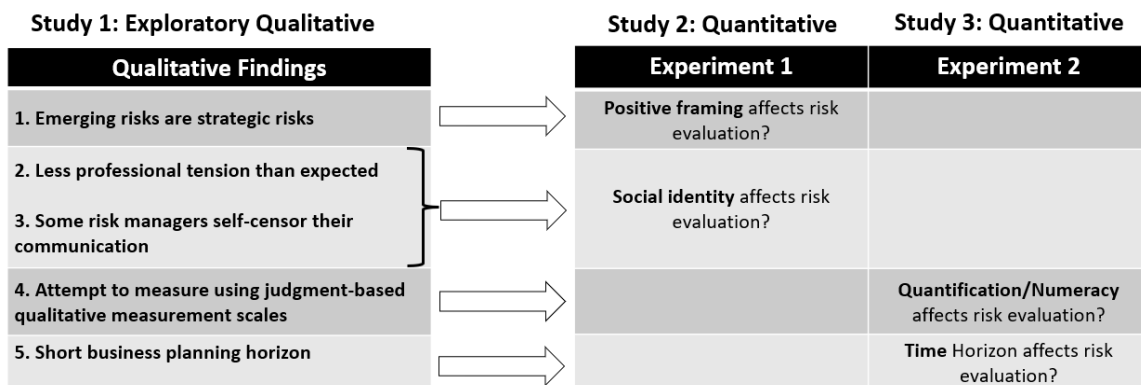 Study 1: Exploratory Qualitative
Study 2: Quantitative
Study 3: Quantitative
Qualitative Findings
Experiment 1
Experiment 2
1. Emerging risks are strategic risks
Positive framing affects risk
evaluation?
2. Less professional tension than expected
3. Some risk managers self-censor their
communication
Social identity affects risk
evaluation?
4. Attempt to measure using judgment-based
qualitative measurement scales
Quantification/Numeracy
affects risk evaluation?
5. Short business planning horizon
Time Horizon affects risk
evaluation?